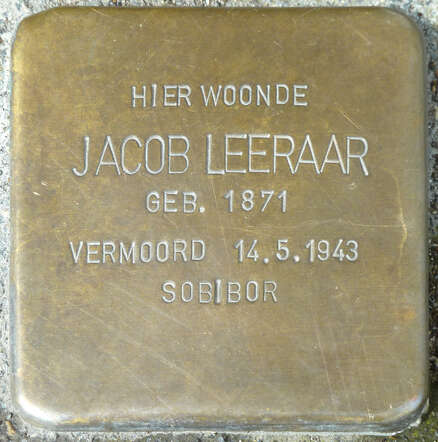 HIER WOONDE
JACOB LEERAAR
GEB. 1871
VERMOORD 14.5.1943
SOBIBOR